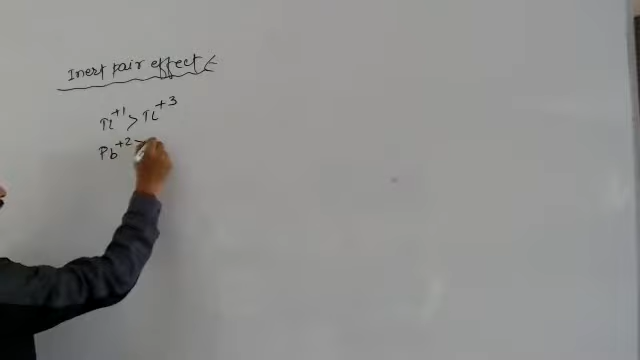 Inert pair effect
Tl+1 > Tl+3
Pb+2 >